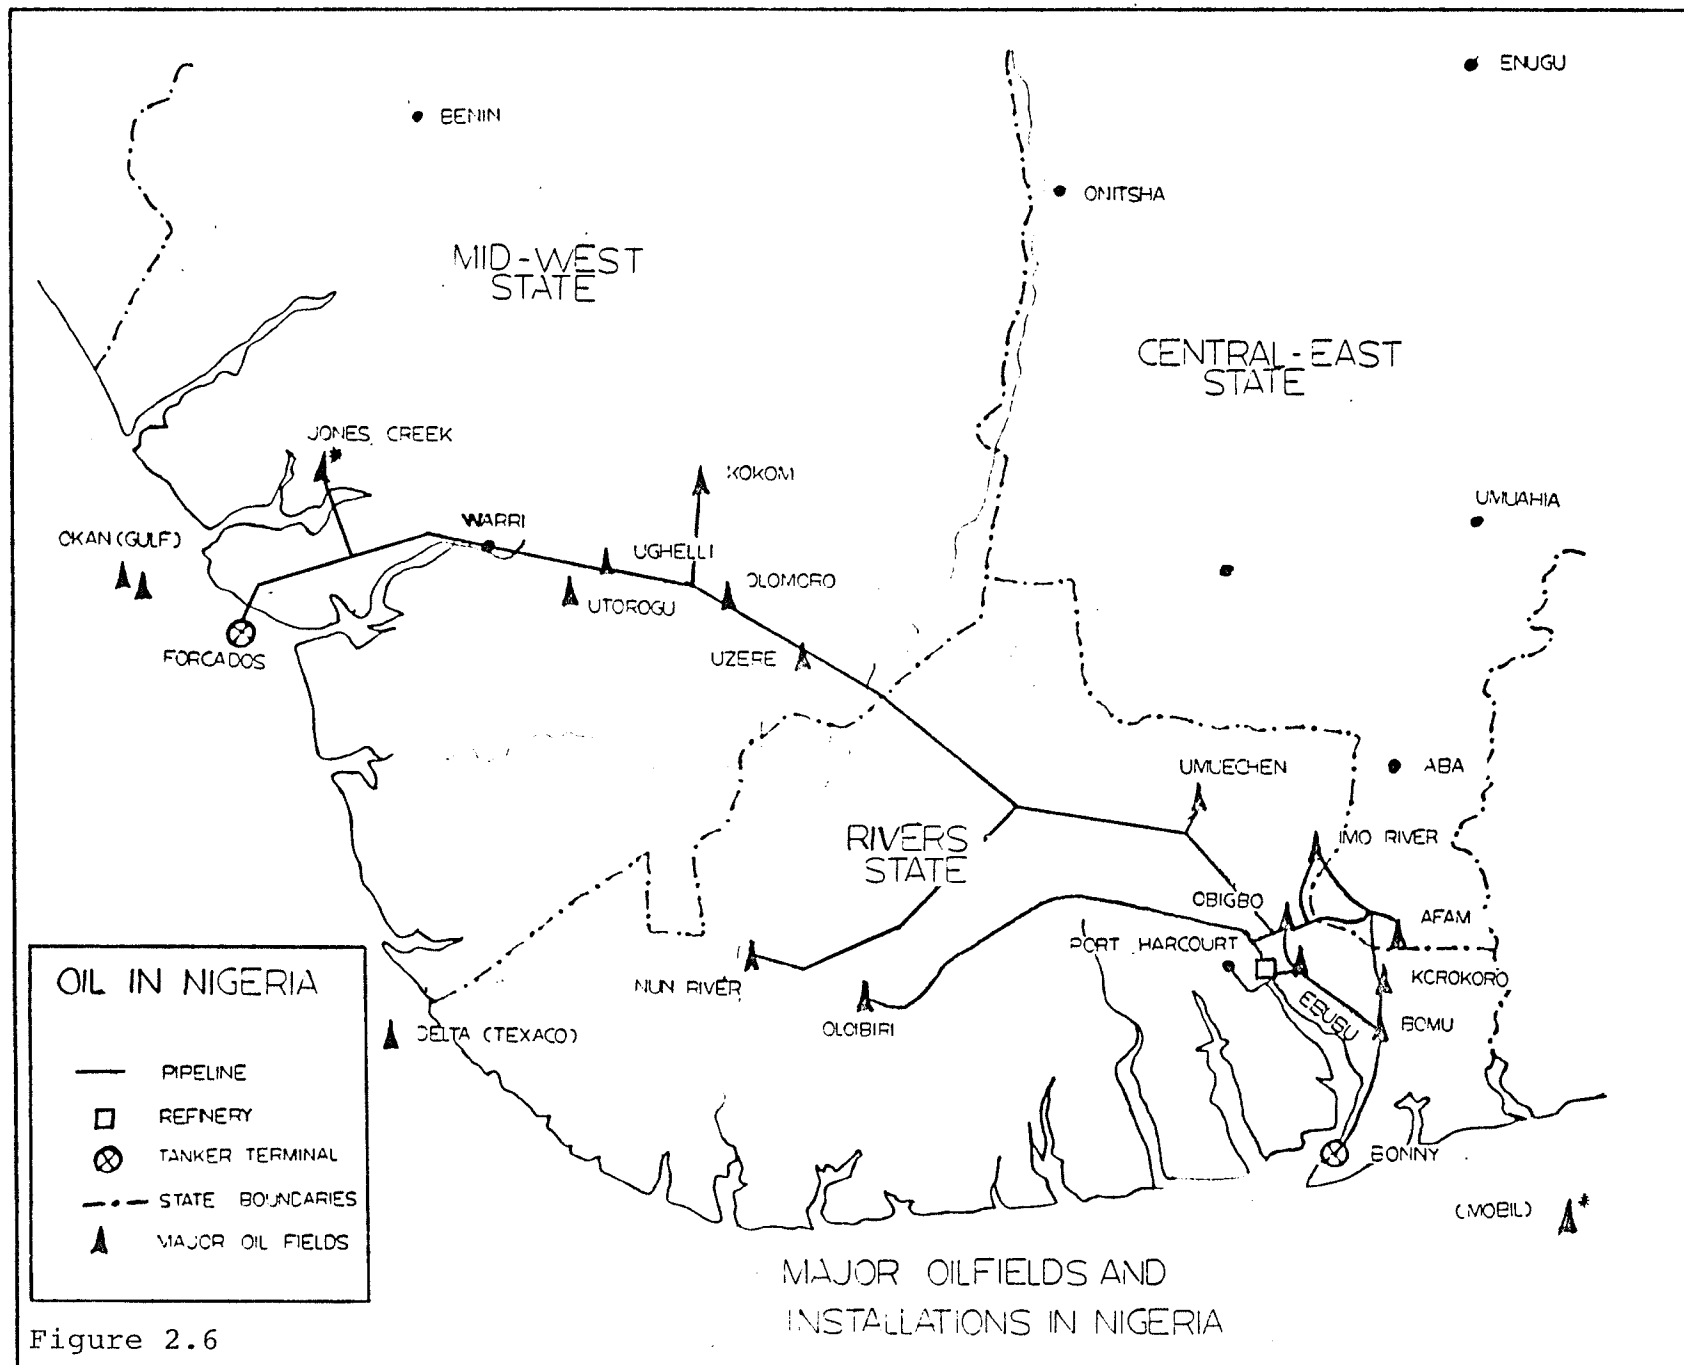 ENUGU
BENIN
ONITSHA
MID-WEST
STATE
CENTRAL-EAST
STATE
JONES CREEK
*
KOKORI
UMUAHIA
WARRI
OKAN (GULF)
UGHELLI
OLOMORO
UTOROGU
FORCADOS
UZERE
UMUECHEN
ABA
RIVERS
STATE
IMO RIVER
OBIGBO
AFAM
PORT HARCOURT
KOROKORO
NUN RIVER
EBUBU
OLOIBIRI
BOMU
DELTA (TEXACO)
BONNY
(MOBIL)
*
OIL IN NIGERIA
PIPELINE
REFINERY
TANKER TERMINAL
STATE BOUNDARIES
MAJOR OIL FIELDS
MAJOR OILFIELDS AND
INSTALLATIONS IN NIGERIA
Figure 2.6